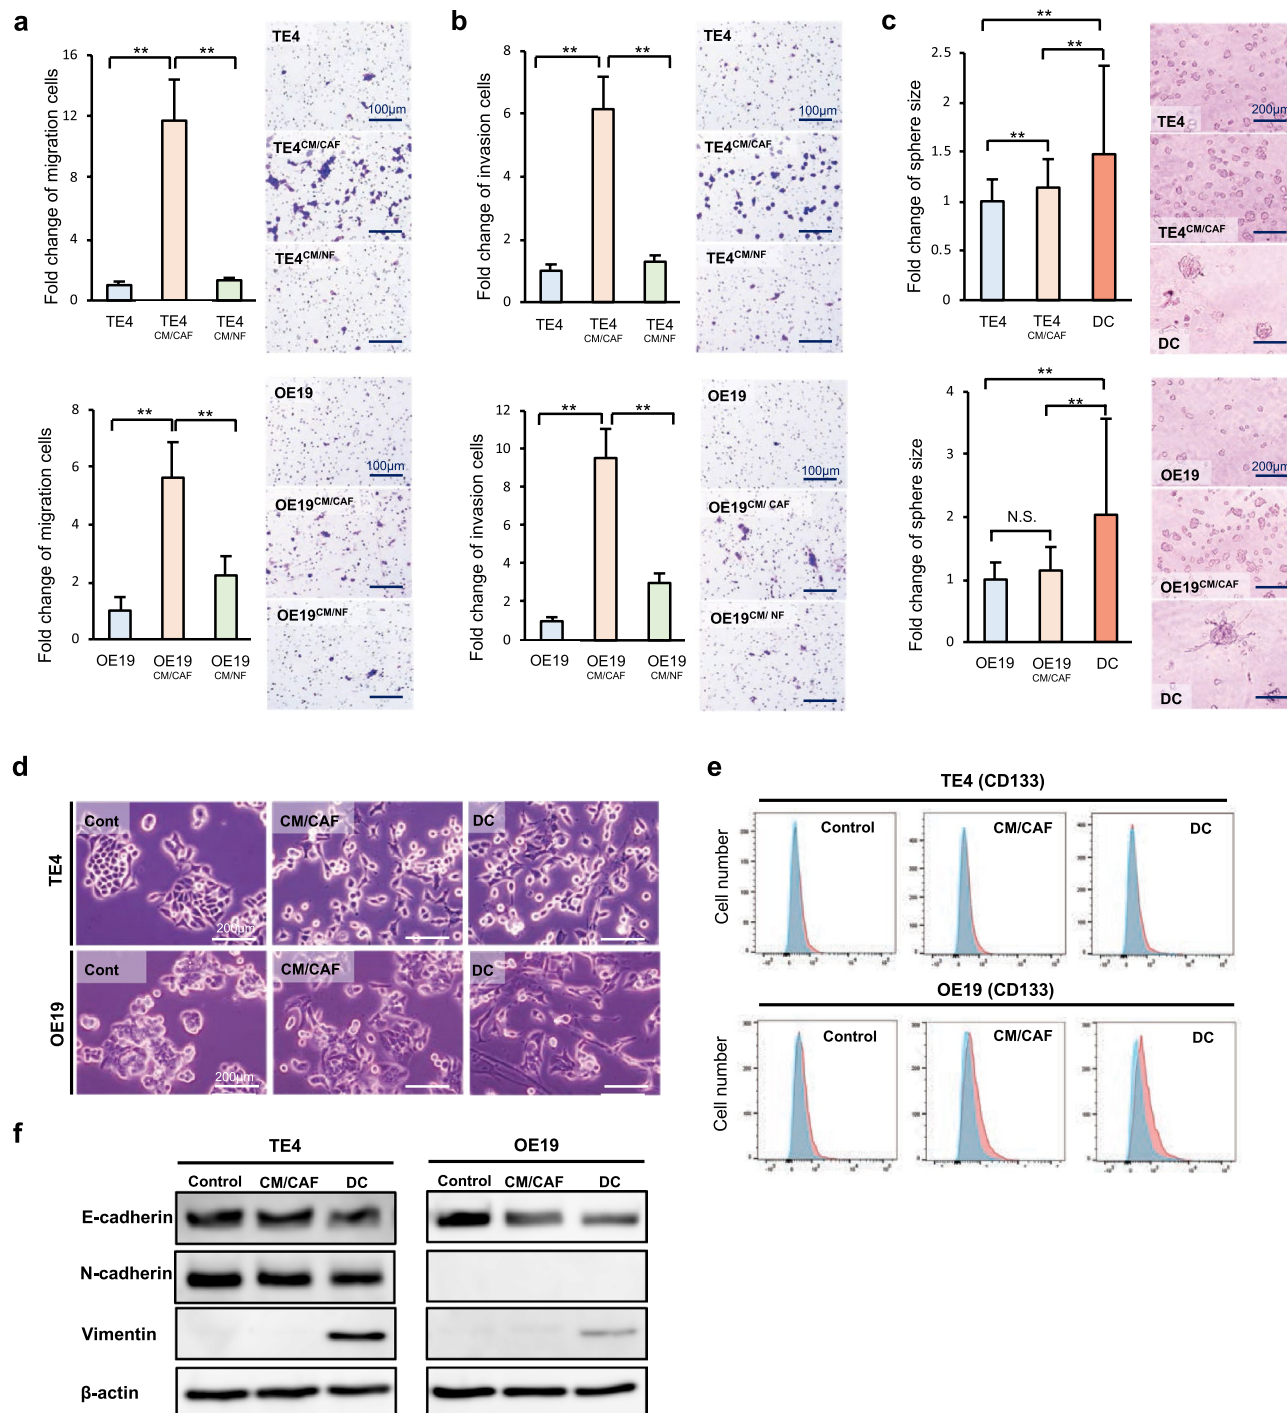 a
Fold change of migration cells
16
12
8
4
0
**
**
TE4
TE4
CM/CAF
TE4
CM/NF
TE4
100μm
TE4CM/CAF
TE4CM/NF
Fold change of migration cells
8
6
4
2
0
**
**
OE19
OE19
CM/CAF
OE19
CM/NF
OE19
100μm
OE19CM/CAF
OE19CM/NF
b
Fold change of invasion cells
8
6
4
2
0
**
**
TE4
TE4
CM/CAF
TE4
CM/NF
TE4
100μm
TE4CM/CAF
TE4CM/NF
Fold change of invasion cells
12
10
8
6
4
2
0
**
**
OE19
OE19
CM/CAF
OE19
CM/NF
OE19
100μm
OE19CM/ CAF
OE19CM/ NF
c
Fold change of sphere size
2.5
2
1.5
1
0.5
0
**
**
**
TE4
TE4
CM/CAF
DC
TE4
200μm
TE4CM/CAF
DC
Fold change of sphere size
4
3
2
1
0
**
**
N.S.
OE19
OE19
CM/CAF
DC
OE19
200μm
OE19CM/CAF
DC
d
TE4
Cont
200μm
CM/CAF
DC
OE19
Cont
200μm
CM/CAF
DC
e
TE4 (CD133)
Cell number
Control
CM/CAF
DC
OE19 (CD133)
Cell number
Control
CM/CAF
DC
f
TE4
OE19
Control CM/CAF DC
Control CM/CAF DC
E-cadherin
N-cadherin
Vimentin
β-actin